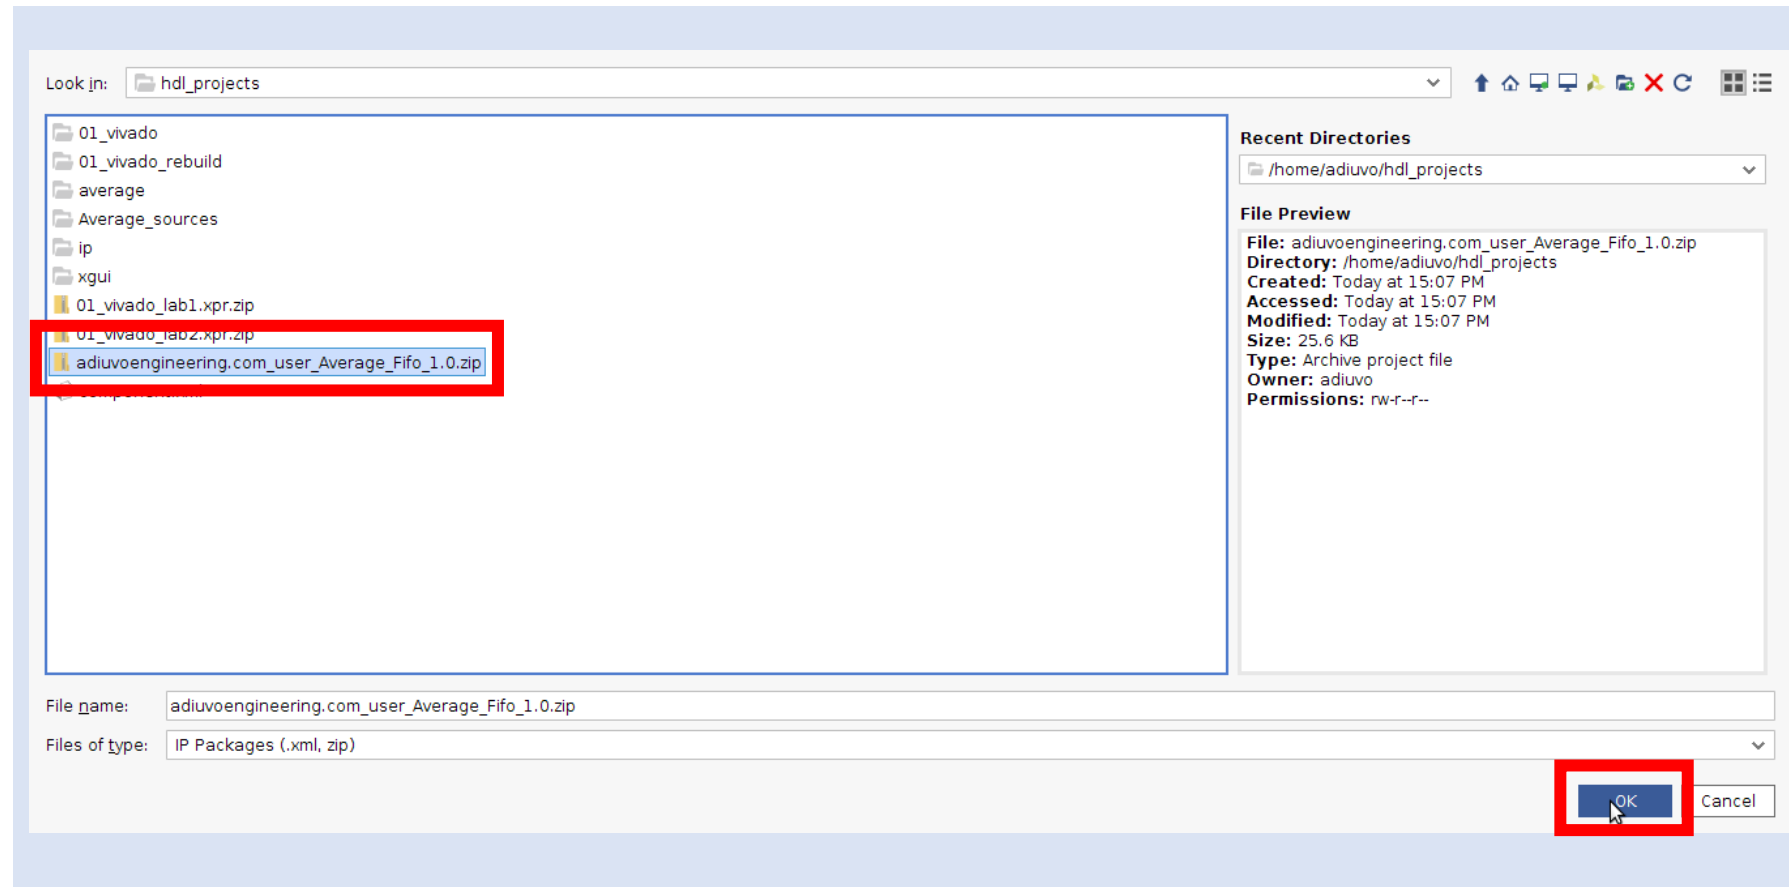 Look in: hdl_projects
01_vivado
01_vivado_rebuild
average
Average_sources
ip
xgui
01_vivado_lab1.xpr.zip
01_vivado_lab2.xpr.zip
adiuvoengineering.com_user_Average_Fifo_1.0.zip
Recent Directories
/home/adiuvo/hdl_projects
File Preview
File: adiuvoengineering.com_user_Average_Fifo_1.0.zip
Directory: /home/adiuvo/hdl_projects
Created: Today at 15:07 PM
Accessed: Today at 15:07 PM
Modified: Today at 15:07 PM
Size: 25.6 KB
Type: Archive project file
Owner: adiuvo
Permissions: rw-r--r--
File name: adiuvoengineering.com_user_Average_Fifo_1.0.zip
Files of type: IP Packages (.xml, zip)
OK Cancel